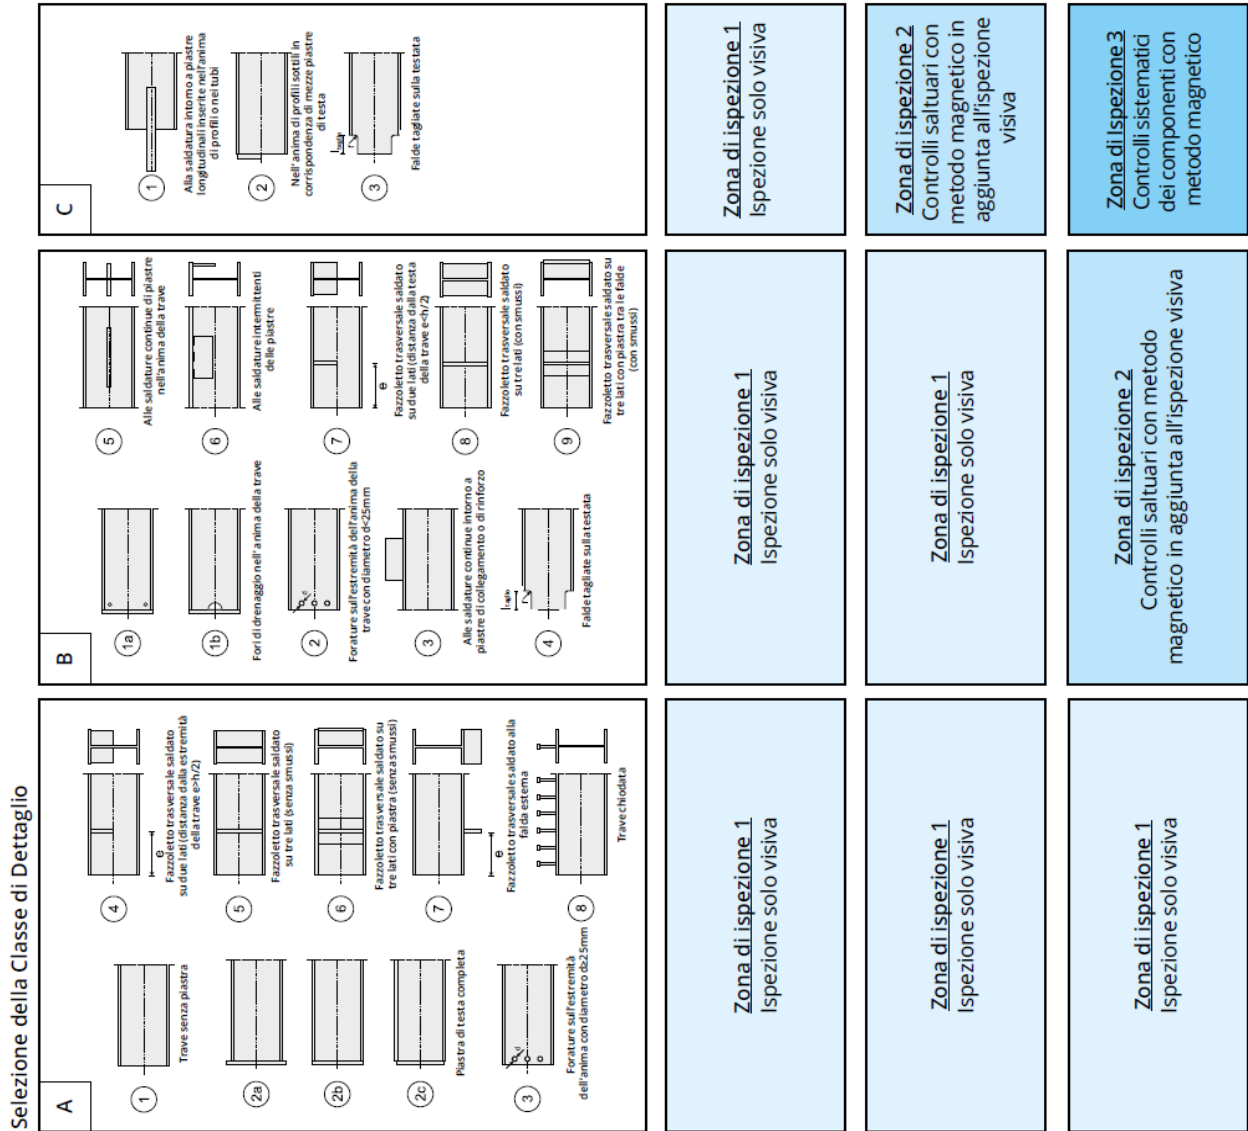 Selezione della Classe di Dettaglio
A
1
Trave senza piastra
2a
2b
2c
Piastra di testa completa
3
d
Forature sull'estremità
dell'anima con diametro d≥25mm
4
e
Fazzoletto trasversale saldato
su due lati (distanza dalla estremità
della trave e>h/2)
5
Fazzoletto trasversale saldato
su tre lati (senza smussi)
6
Fazzoletto trasversale saldato su
tre lati con piastra (senza smussi)
7
e
Fazzoletto trasversale saldato alla
falda esterna
8
Trave chiodata
B
1a
1b
Fori di drenaggio nell'anima della trave
2
d
Forature sull'estremità dell'anima della
trave con diametro d<25mm
3
Alle saldature continue intorno a
piastre di collegamento o di rinforzo
4
taglio
r
Falde tagliate sulla testata
5
Alle saldature continue di piastre
nell'anima della trave
6
Alle saldature intermittenti
delle piastre
7
e
Fazzoletto trasversale saldato
su due lati (distanza dalla testa
della trave e<h/2)
8
Fazzoletto trasversale saldato
su tre lati (con smussi)
9
Fazzoletto trasversale saldato su
tre lati con piastra tra le falde
(con smussi)
C
1
Alla saldatura intorno a piastre
longitudinali inserite nell'anima
di profili o nei tubi
2
Nell'anima di profili sottili in
corrispondenza di mezze piastre
di testa
3
taglio
r
Falde tagliate sulla testata
Zona di ispezione 1
Ispezione solo visiva
Zona di ispezione 1
Ispezione solo visiva
Zona di ispezione 1
Ispezione solo visiva
Zona di ispezione 1
Ispezione solo visiva
Zona di ispezione 1
Ispezione solo visiva
Zona di ispezione 2
Controlli saltuari con
metodo magnetico in
aggiunta all'ispezione
visiva
Zona di ispezione 1
Ispezione solo visiva
Zona di ispezione 2
Controlli saltuari con metodo
magnetico in aggiunta all'ispezione visiva
Zona di Ispezione 3
Controlli sistematici
dei componenti con
metodo magnetico